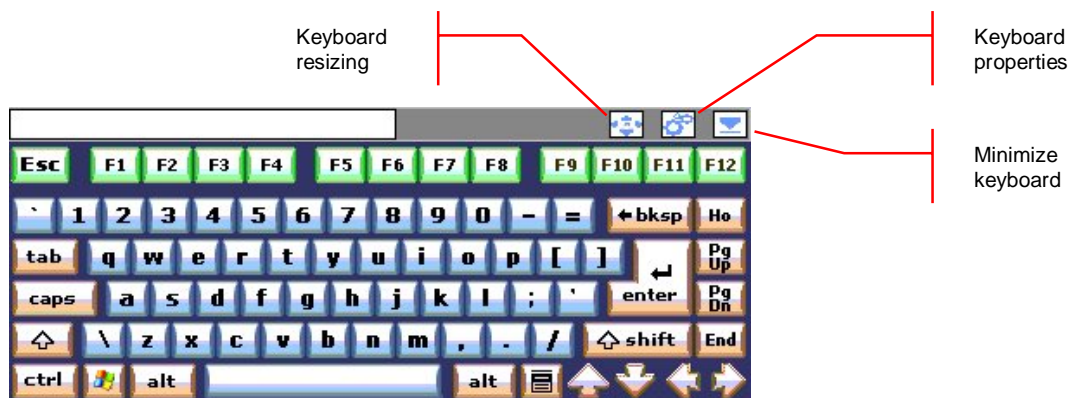 Keyboard
resizing
Keyboard
properties
Minimize
keyboard
Esc F1 F2 F3 F4 F5 F6 F7 F8 F9 F10 F11 F12
` 1 2 3 4 5 6 7 8 9 0 - = bksp Ho
tab q w e r t y u i o p [ ] Pg Up
caps a s d f g h j k l ; ' enter Pg Dn
\ z x c v b n m , . / shift End
ctrl alt alt